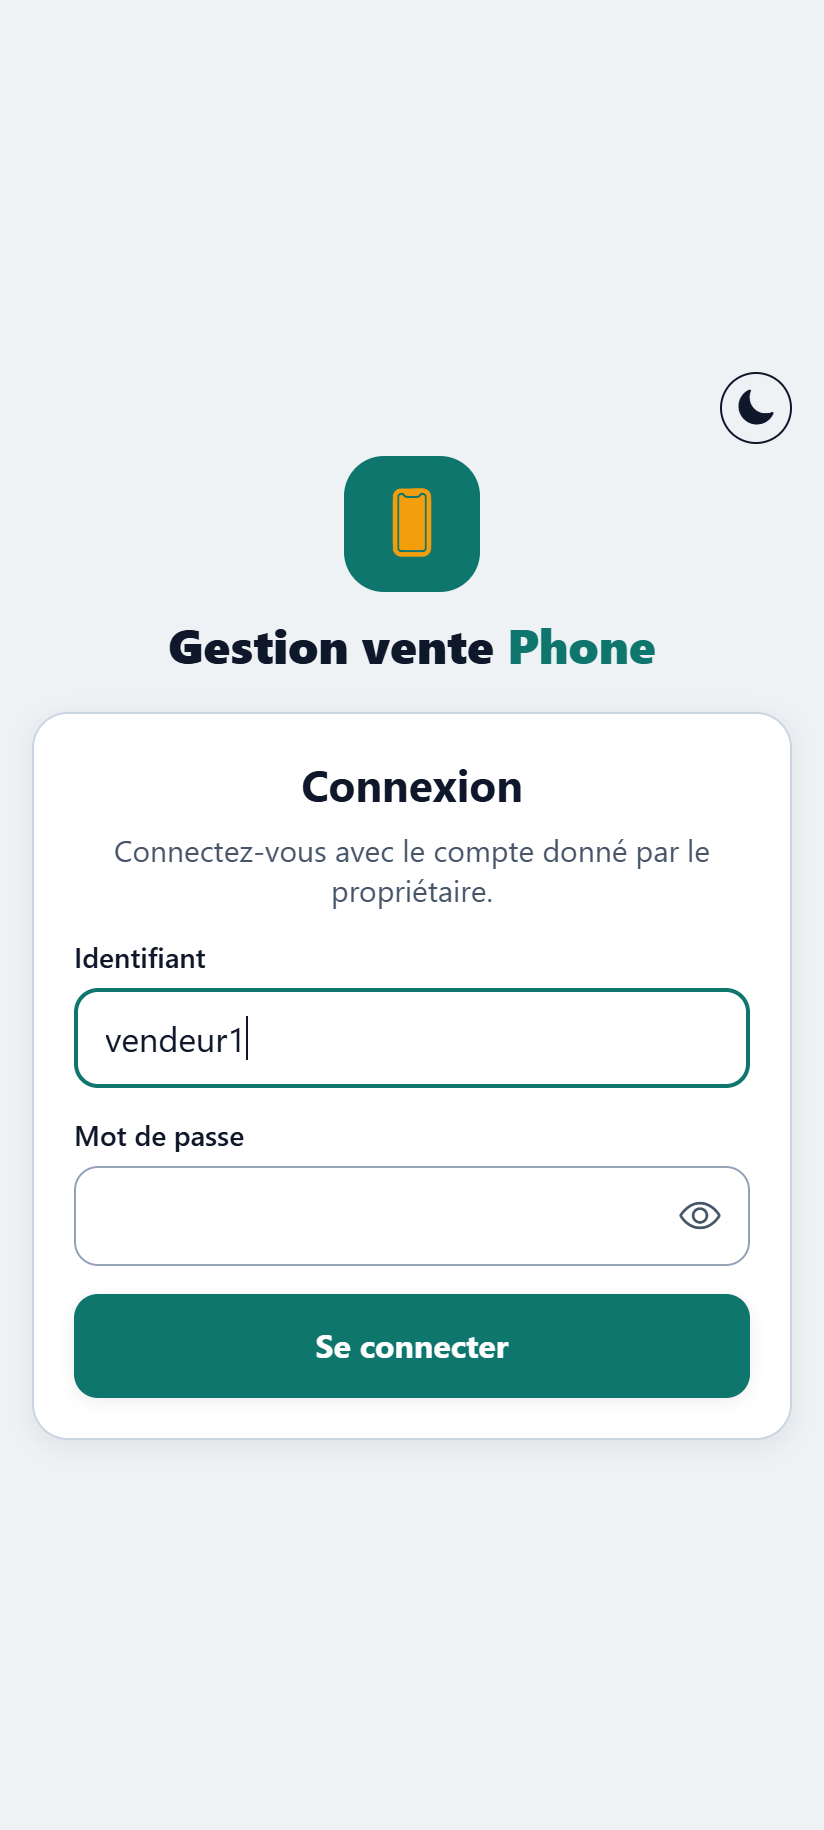 Gestion vente Phone
Connexion
Connectez-vous avec le compte donné par le
propriétaire.
Identifiant
vendeur1
Mot de passe
Se connecter